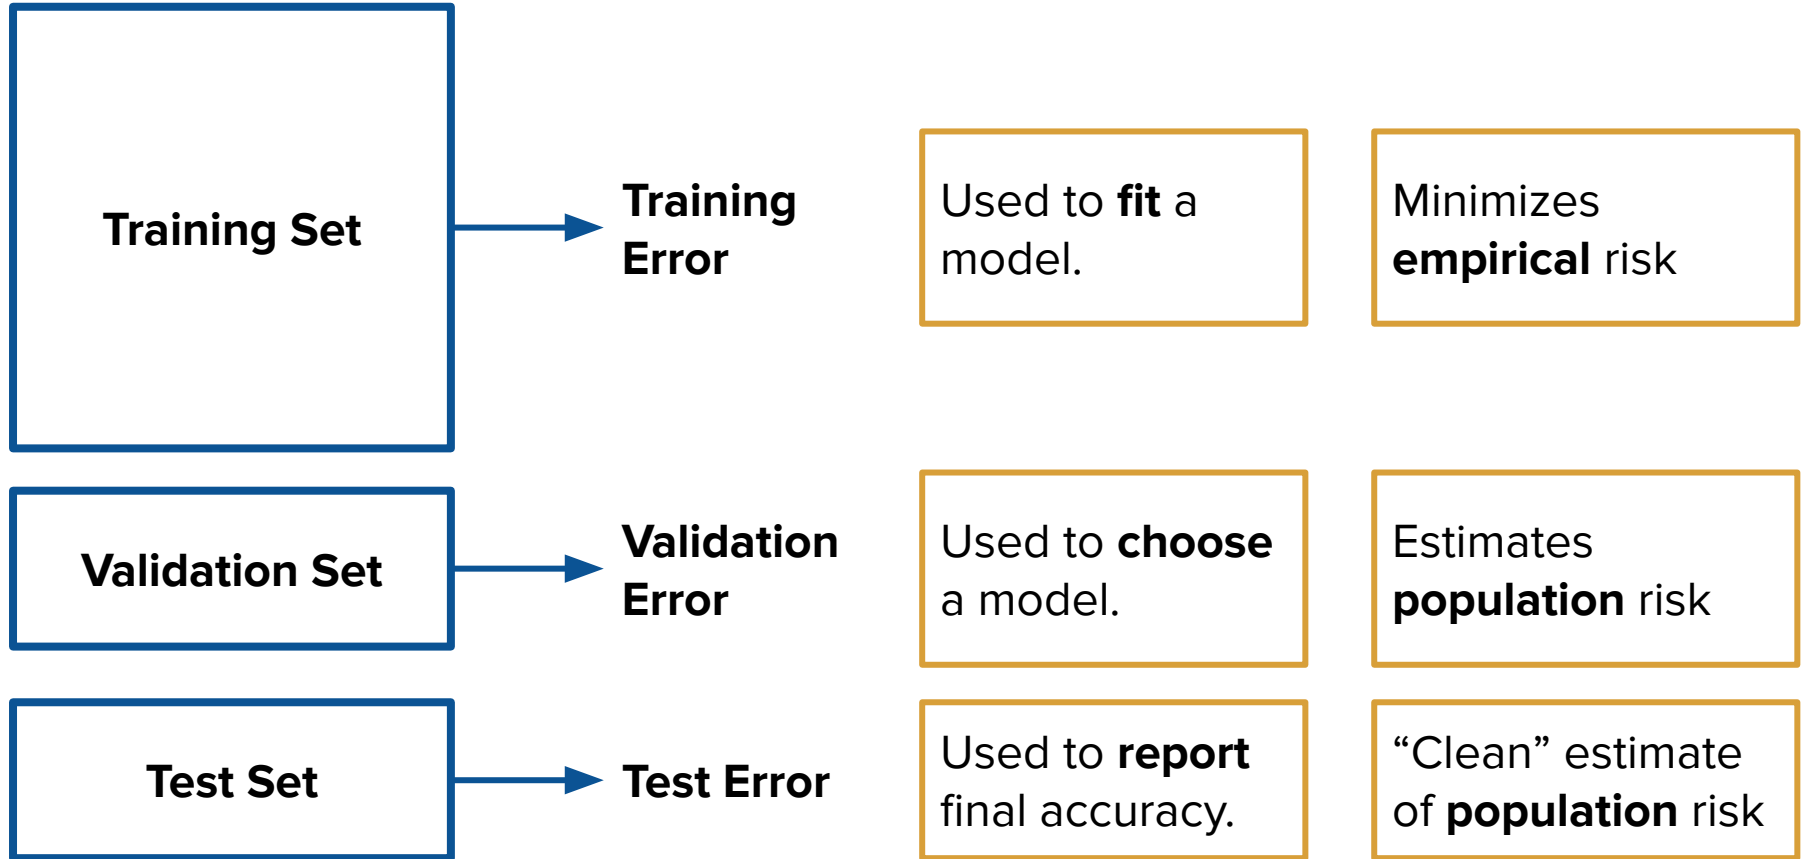 Training Set
Training
Error
Used to fit a
model.
Minimizes
empirical risk
Validation Set
Validation
Error
Used to choose
a model.
Estimates
population risk
Test Set
Test Error
Used to report
final accuracy.
“Clean” estimate
of population risk